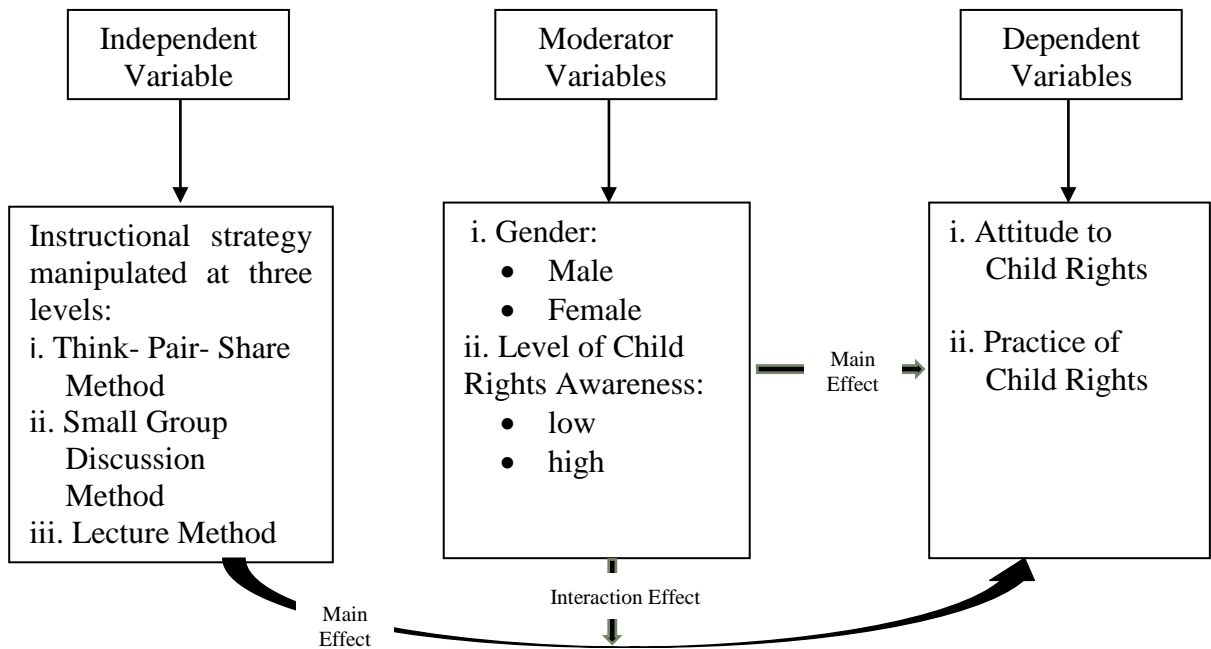 Independent
Variable
Moderator
Variables
Dependent
Variables
Instructional strategy
manipulated at three
levels:
i. Think- Pair- Share
Method
ii. Small Group
Discussion
Method
iii. Lecture Method
i. Gender:
• Male
• Female
ii. Level of Child
Rights Awareness:
• low
• high
Main
Effect
i. Attitude to
Child Rights
ii. Practice of
Child Rights
Main
Effect
Interaction Effect